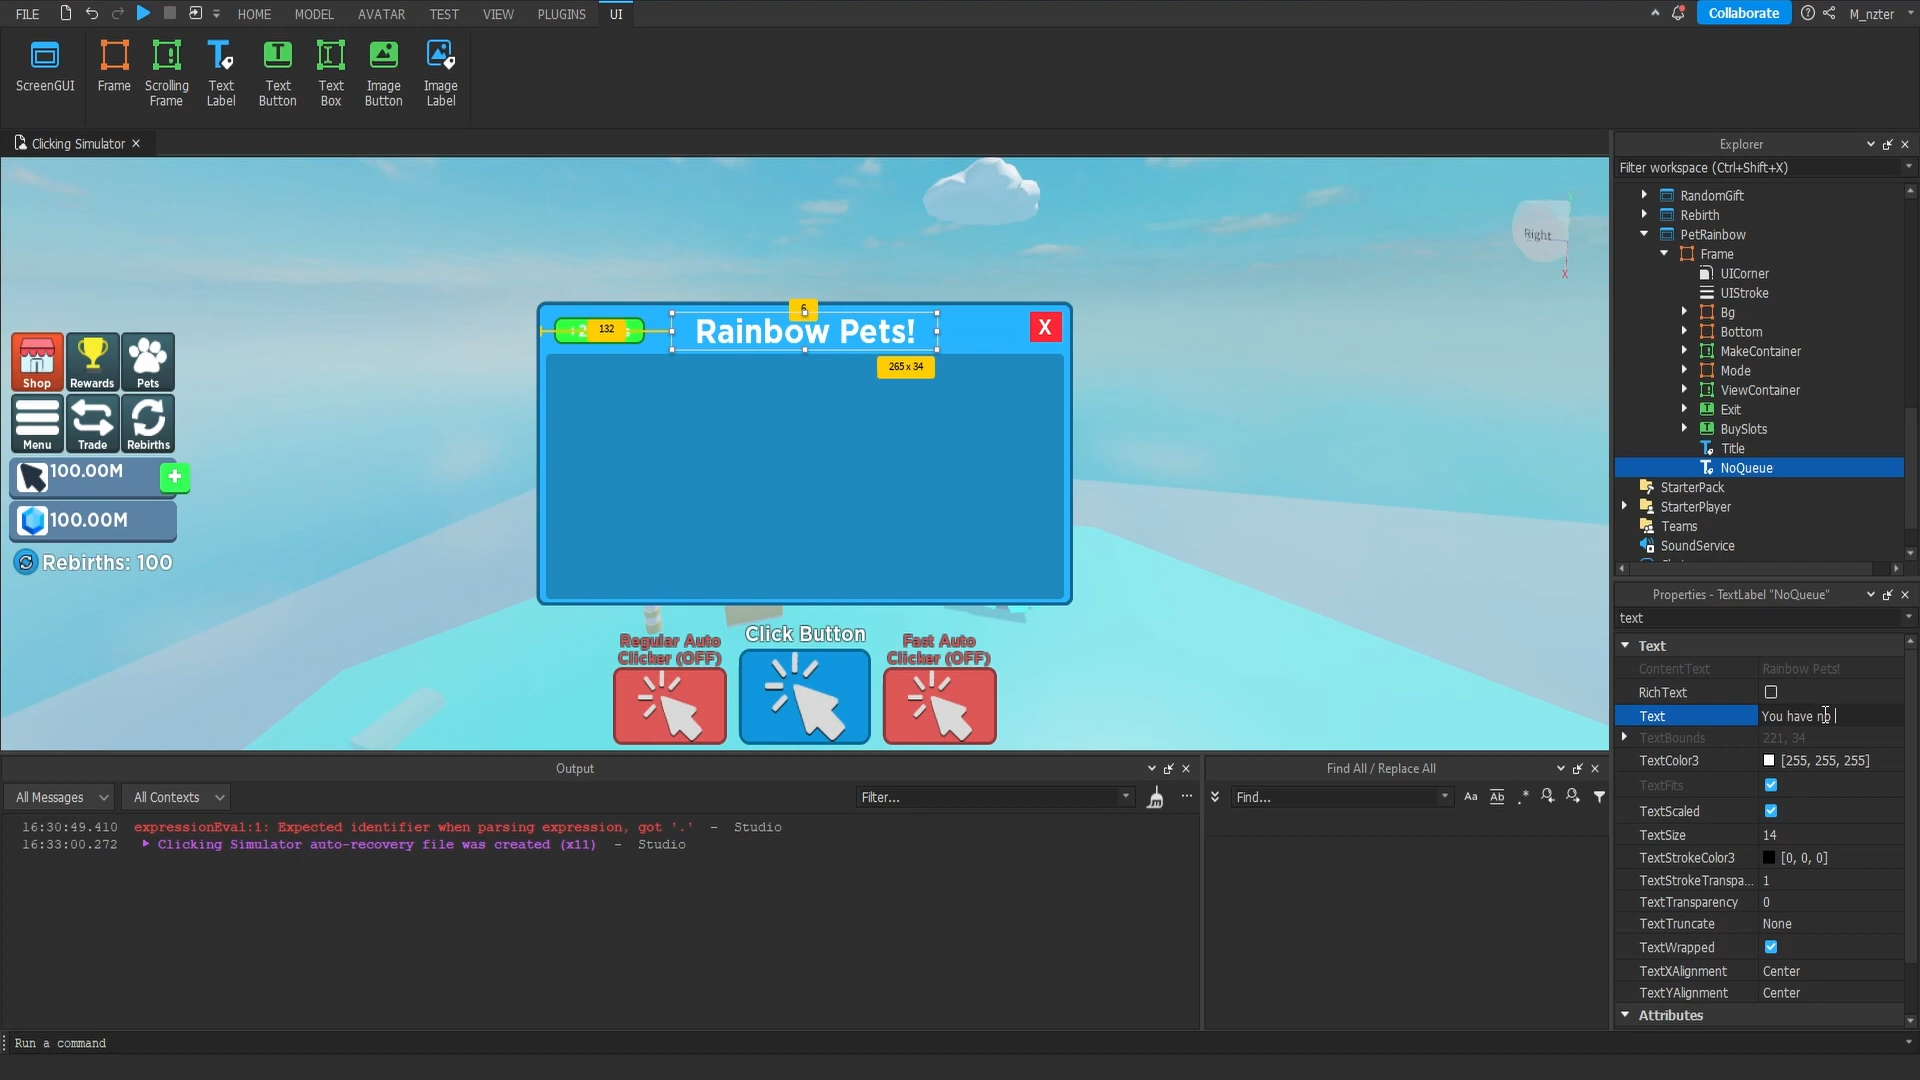 FILE HOME MODEL AVATAR TEST VIEW PLUGINS UI Collaborate M_nzter
ScreenGUI
Frame
Scrolling
Frame
Text
Label
Text
Button
Text
Box
Image
Button
Image
Label
Clicking Simulator
Explorer
Filter workspace (Ctrl+Shift+X)
RandomGift
Rebirth
PetRainbow
Frame
UICorner
UIStroke
Bg
Bottom
MakeContainer
Mode
ViewContainer
Exit
BuySlots
Title
NoQueue
StarterPack
StarterPlayer
Teams
SoundService
Right
X
6
132
Rainbow Pets!
X
265 x 34
Shop
Rewards
Pets
Menu
Trade
Rebirths
100.00M
+
100.00M
Rebirths: 100
Regular Auto
Clicker (OFF)
Click Button
Fast Auto
Clicker (OFF)
Properties - TextLabel "NoQueue"
text
Text
ContentText Rainbow Pets!
RichText
Text You have no
TextBounds 221, 34
TextColor3 [255, 255, 255]
TextFits
TextScaled
TextSize 14
TextStrokeColor3 [0, 0, 0]
TextStrokeTranspa... 1
TextTransparency 0
TextTruncate None
TextWrapped
TextXAlignment Center
TextYAlignment Center
Attributes
Output
All Messages All Contexts Filter...
16:30:49.410 expressionEval:1: Expected identifier when parsing expression, got '.' - Studio
16:33:00.272 Clicking Simulator auto-recovery file was created (x11) - Studio
Find All / Replace All
Find... Aa Ab .*
Run a command